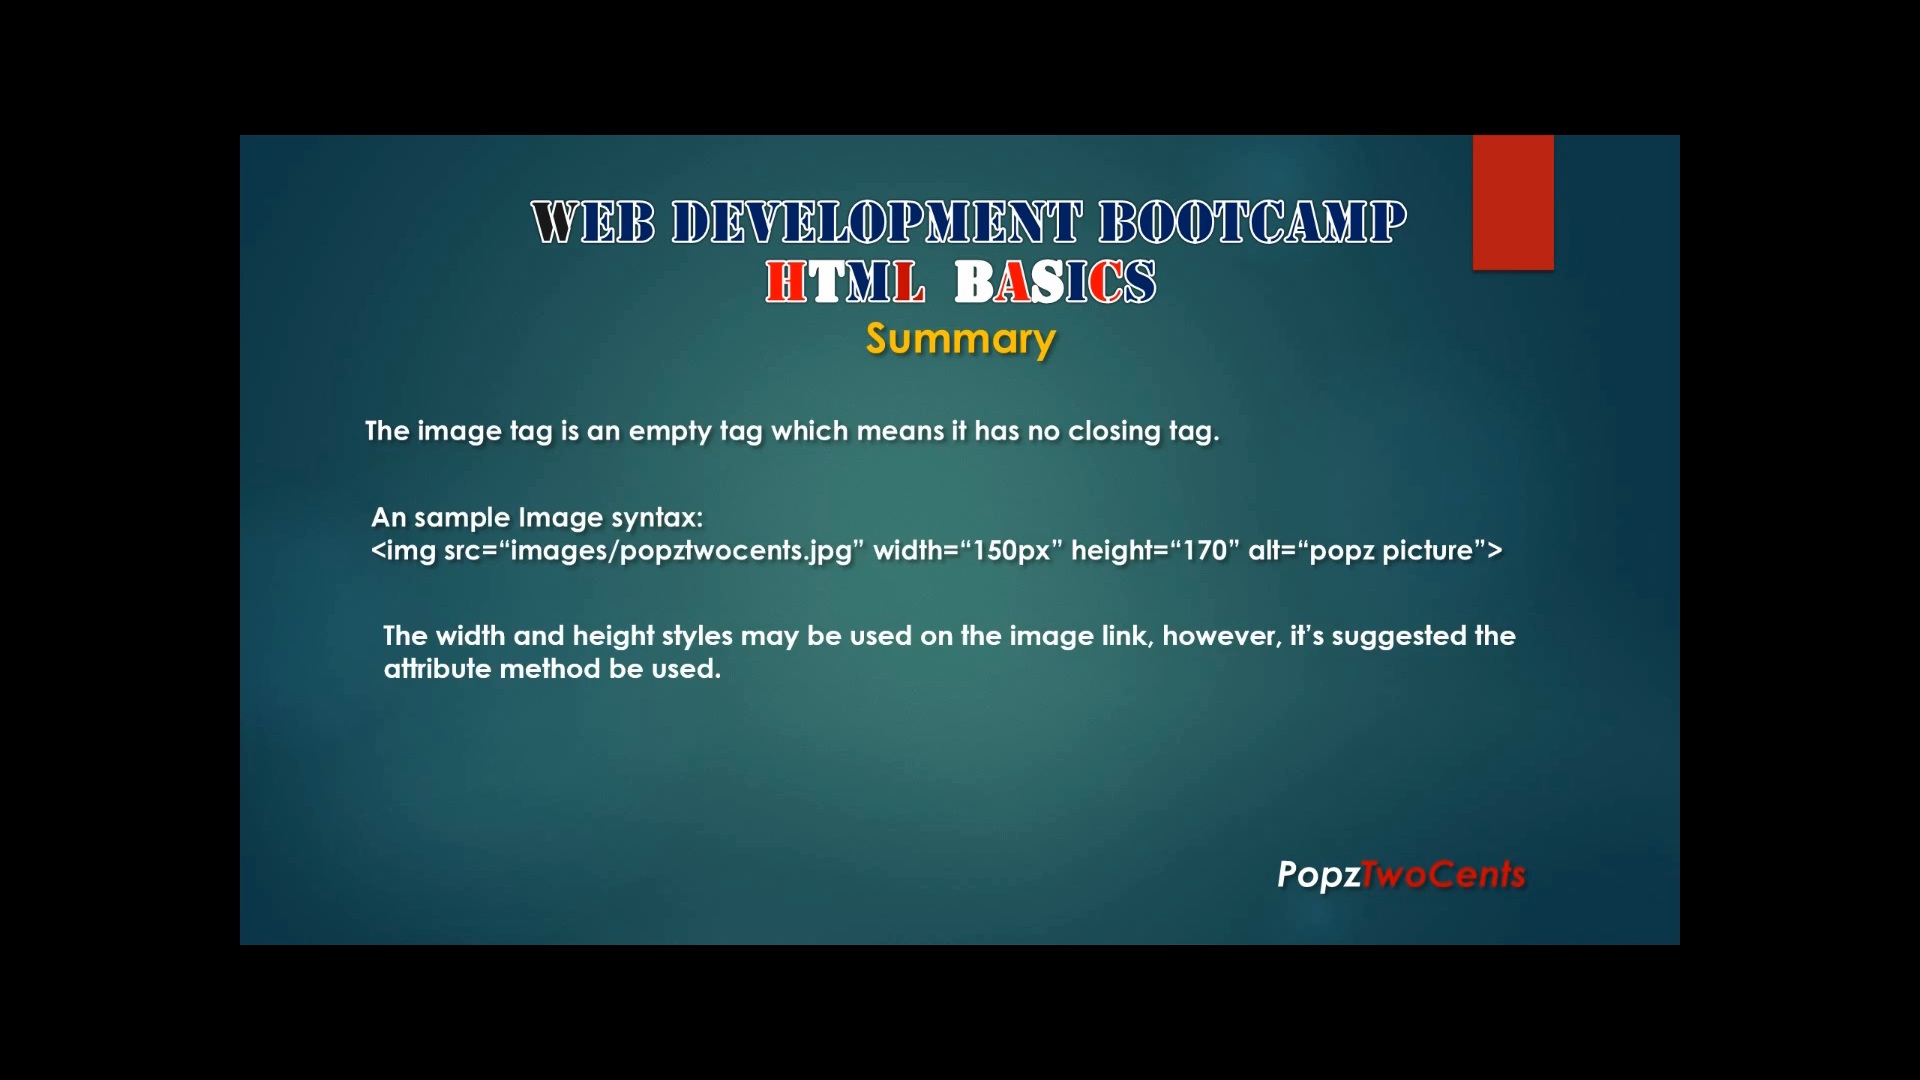 WEB DEVELOPMENT BOOTCAMP
HTML BASICS
Summary
The image tag is an empty tag which means it has no closing tag.
An sample Image syntax:
<img src=“images/popztwocents.jpg” width=“150px” height=“170” alt=“popz picture”>
The width and height styles may be used on the image link, however, it’s suggested the
attribute method be used.
PopzTwoCents